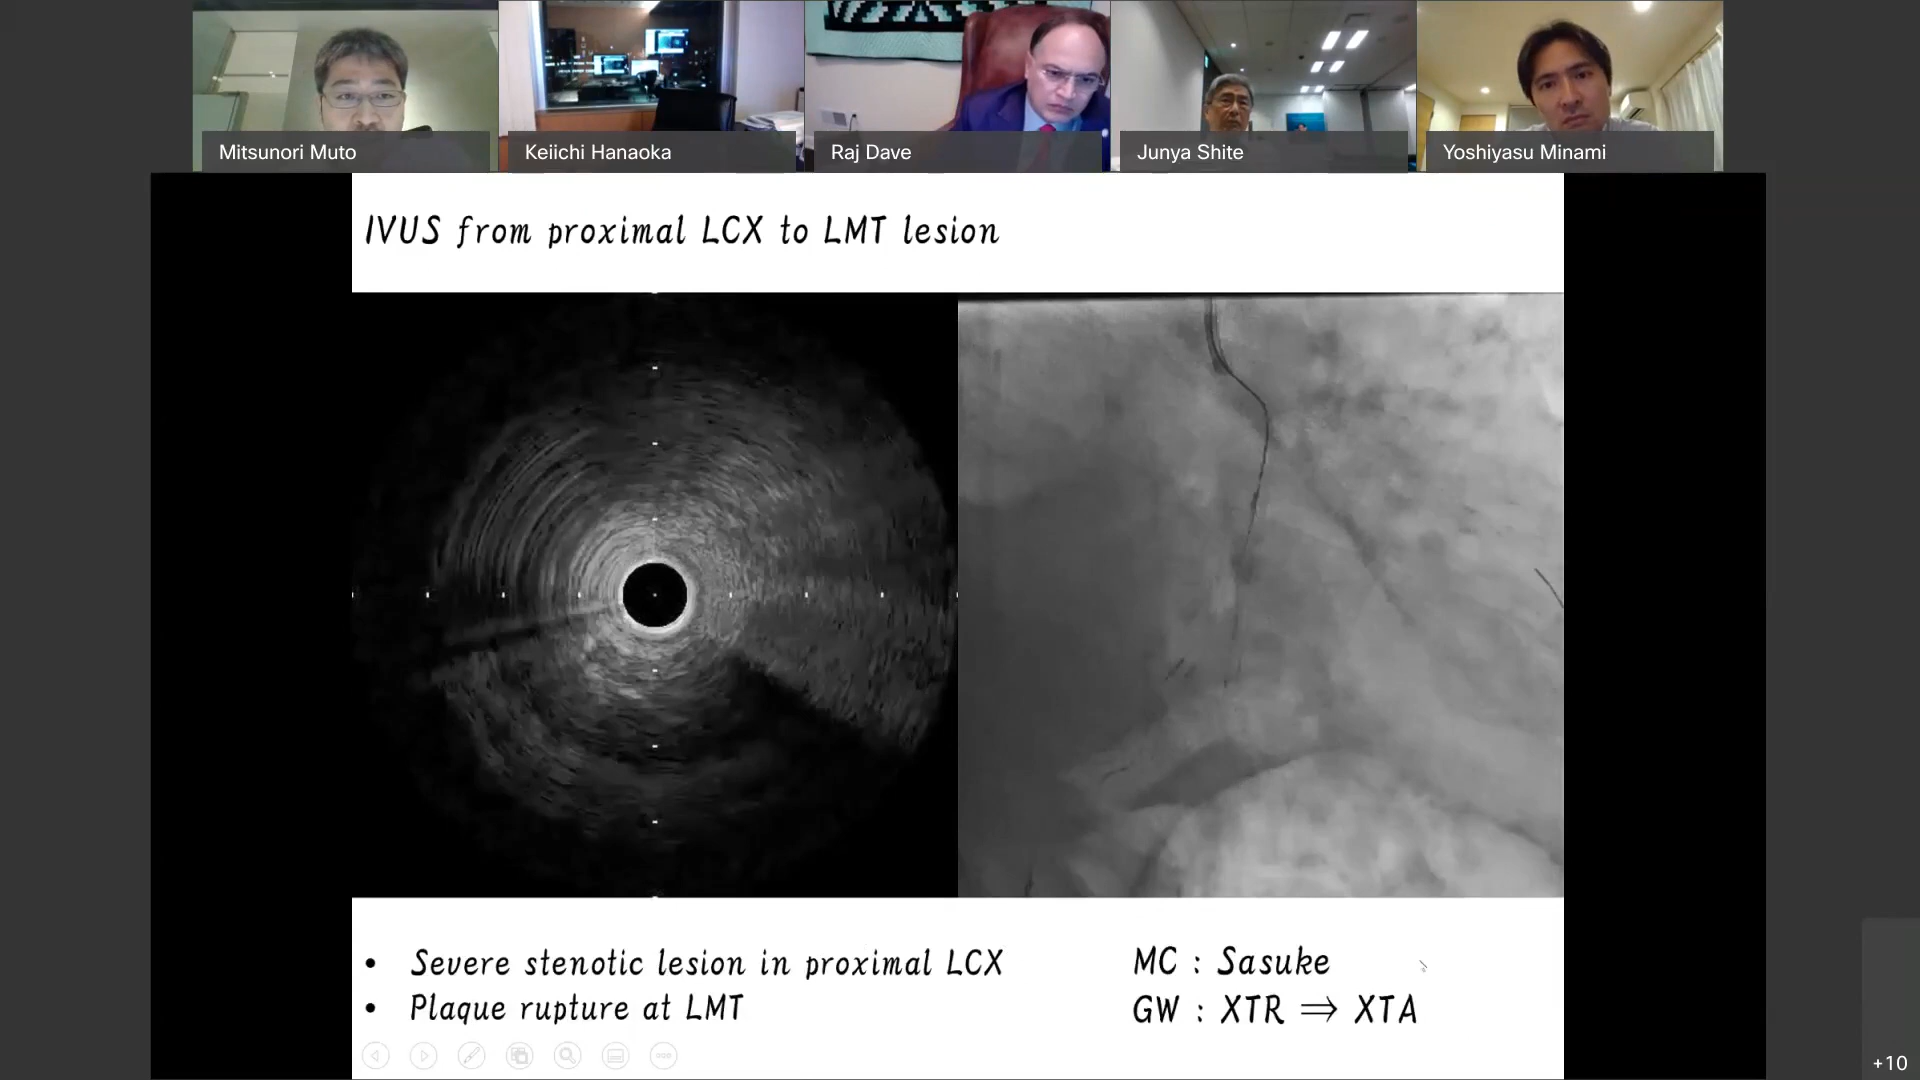 Mitsunori Muto
Keiichi Hanaoka
Raj Dave
Junya Shite
Yoshiyasu Minami
IVUS from proximal LCX to LMT lesion
• Severe stenotic lesion in proximal LCX
• Plaque rupture at LMT
MC : Sasuke
GW : XTR ⇒ XTA
+10